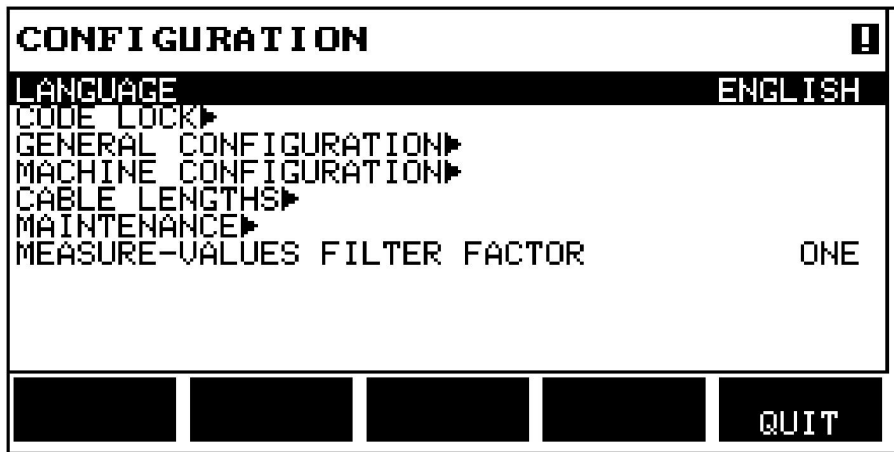 CONFIGURATION !
LANGUAGE ENGLISH
CODE LOCK▶
GENERAL CONFIGURATION▶
MACHINE CONFIGURATION▶
CABLE LENGTHS▶
MAINTENANCE▶
MEASURE-VALUES FILTER FACTOR ONE
QUIT